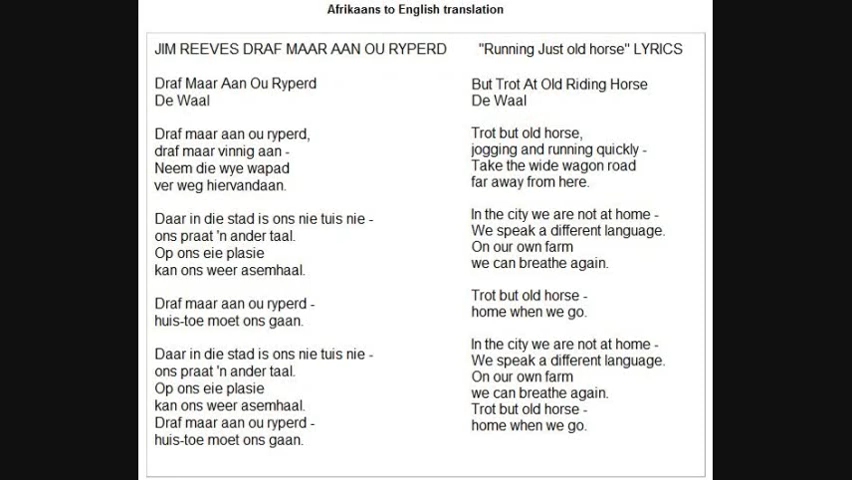 Afrikaans to English translation
JIM REEVES DRAF MAAR AAN OU RYPERD
Draf Maar Aan Ou Ryperd
De Waal
Draf maar aan ou ryperd,
draf maar vinnig aan -
Neem die wye wapad
ver weg hiervandaan.
Daar in die stad is ons nie tuis nie -
ons praat 'n ander taal.
Op ons eie plasie
kan ons weer asemhaal.
Draf maar aan ou ryperd -
huis-toe moet ons gaan.
Daar in die stad is ons nie tuis nie -
ons praat 'n ander taal.
Op ons eie plasie
kan ons weer asemhaal.
Draf maar aan ou ryperd -
huis-toe moet ons gaan.
"Running Just old horse" LYRICS
But Trot At Old Riding Horse
De Waal
Trot but old horse,
jogging and running quickly -
Take the wide wagon road
far away from here.
In the city we are not at home -
We speak a different language.
On our own farm
we can breathe again.
Trot but old horse -
home when we go.
In the city we are not at home -
We speak a different language.
On our own farm
we can breathe again.
Trot but old horse -
home when we go.